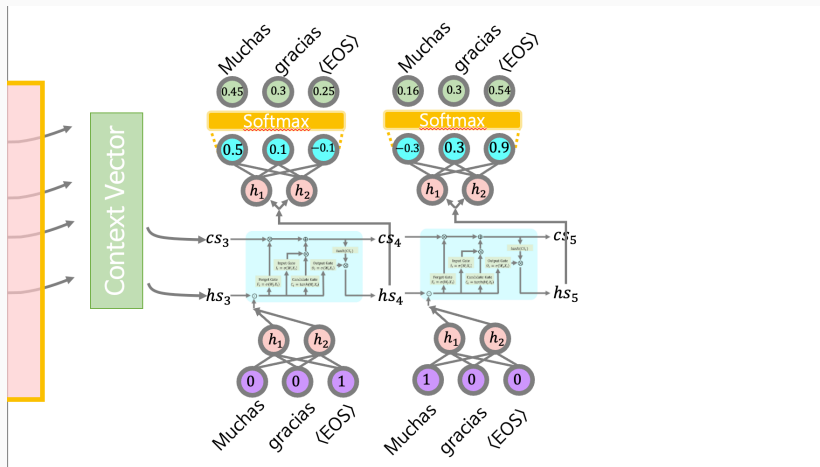 Muchas gracias ⟨EOS⟩ Muchas gracias ⟨EOS⟩
0.45 0.3 0.25 0.16 0.3 0.54
Softmax Softmax
0.5 0.1 −0.1 −0.3 0.3 0.9
h₁ h₂ h₁ h₂
Context Vector
cs₃ cs₄ cs₅
hs₃ hs₄ hs₅
h₁ h₂ h₁ h₂
0 0 1 1 0 0
Muchas gracias ⟨EOS⟩ Muchas gracias ⟨EOS⟩